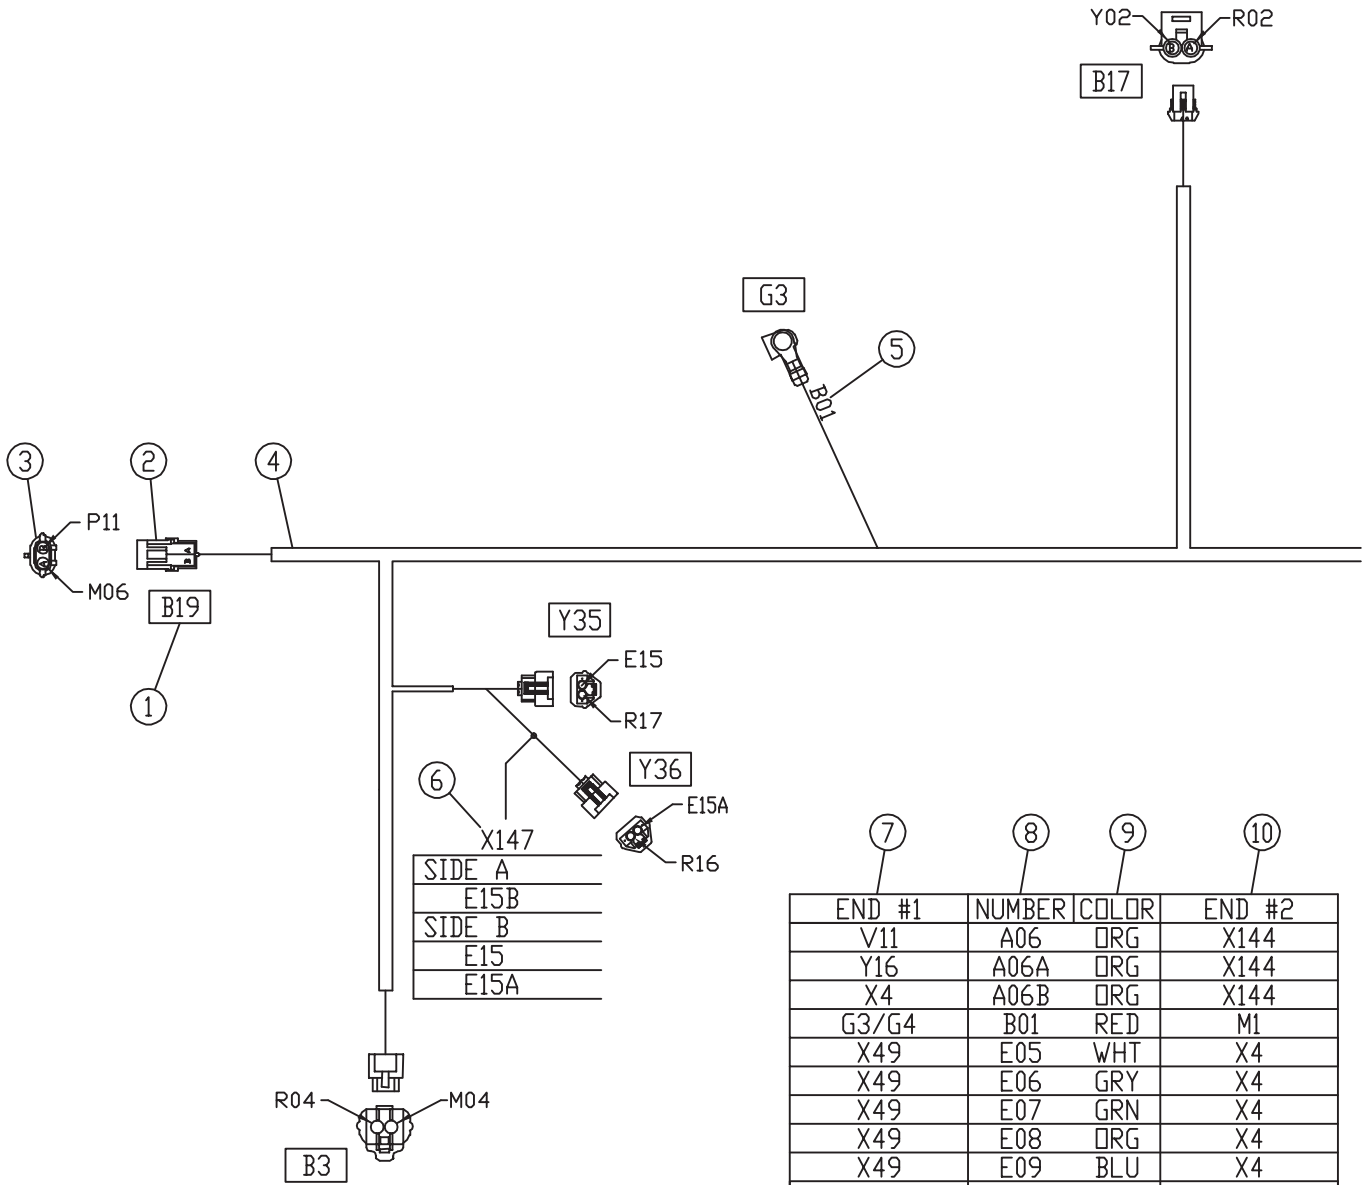 Y02
R02
B
A
B17
G3
5
B01
3
2
4
P11
B
A
M06
A
B
B19
1
Y35
E15
R17
Y36
6
E15A
R16
X147
SIDE A
E15B
SIDE B
E15
E15A
R04
M04
B3
7 8 9 10
END #1 NUMBER COLOR END #2
V11 A06 ORG X144
Y16 A06A ORG X144
X4 A06B ORG X144
G3/G4 B01 RED M1
X49 E05 WHT X4
X49 E06 GRY X4
X49 E07 GRN X4
X49 E08 ORG X4
X49 E09 BLU X4